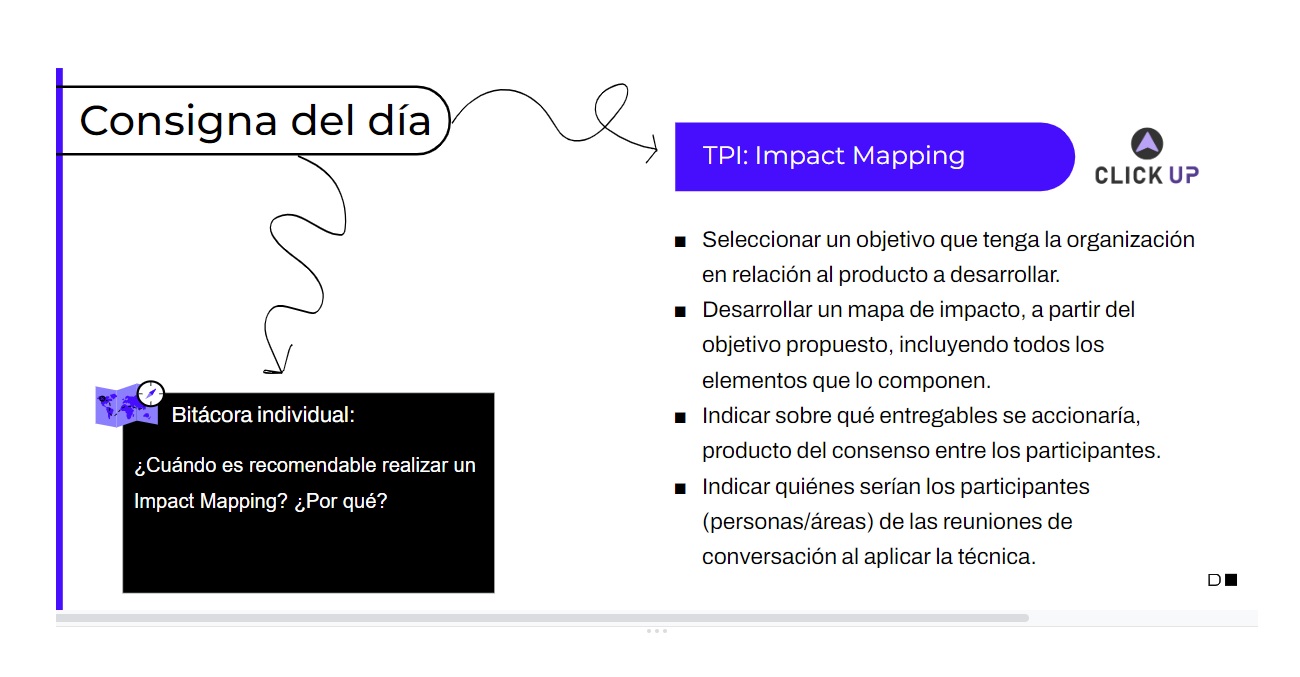 Consigna del día
TPI: Impact Mapping
CLICK UP
■ Seleccionar un objetivo que tenga la organización
en relación al producto a desarrollar.
■ Desarrollar un mapa de impacto, a partir del
objetivo propuesto, incluyendo todos los
elementos que lo componen.
■ Indicar sobre qué entregables se accionaría,
producto del consenso entre los participantes.
■ Indicar quiénes serían los participantes
(personas/áreas) de las reuniones de
conversación al aplicar la técnica.
Bitácora individual:
¿Cuándo es recomendable realizar un
Impact Mapping? ¿Por qué?
D